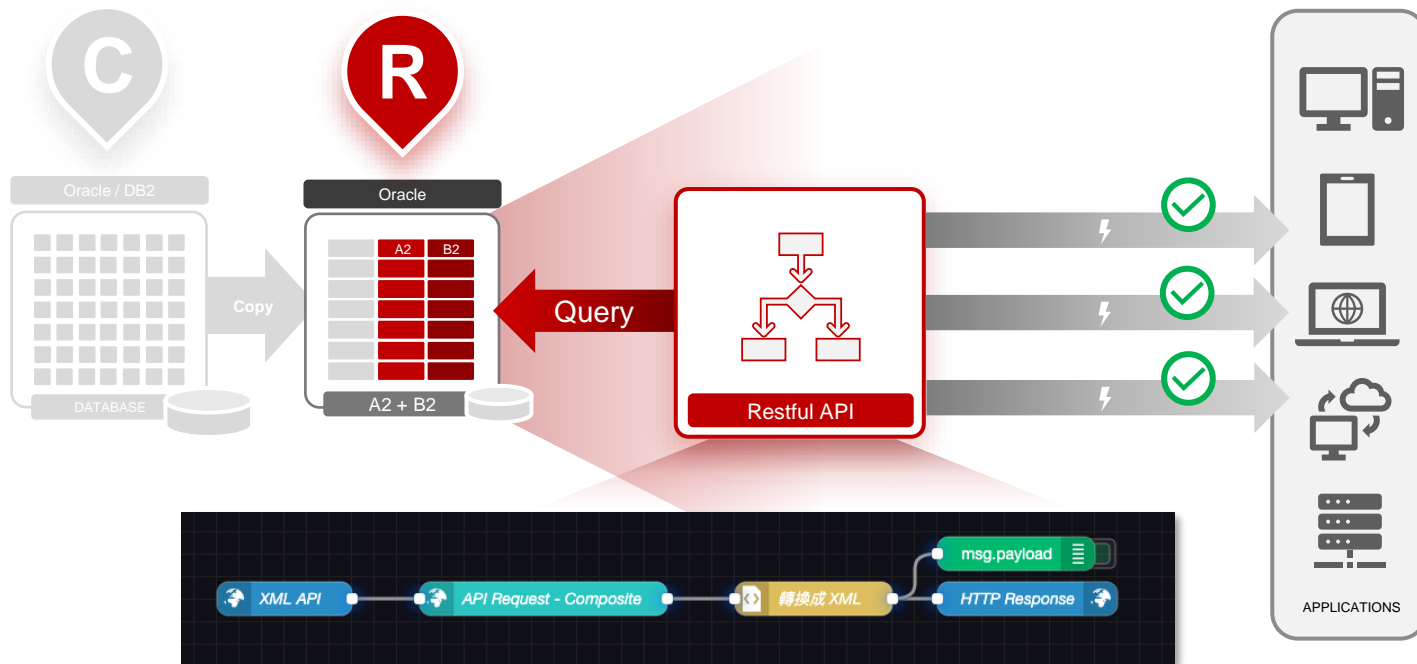 C
R
Oracle / DB2
Oracle
A2 B2
Copy
Query
DATABASE
A2 + B2
Restful API
msg.payload
XML API
API Request - Composite
轉換成 XML
HTTP Response
APPLICATIONS